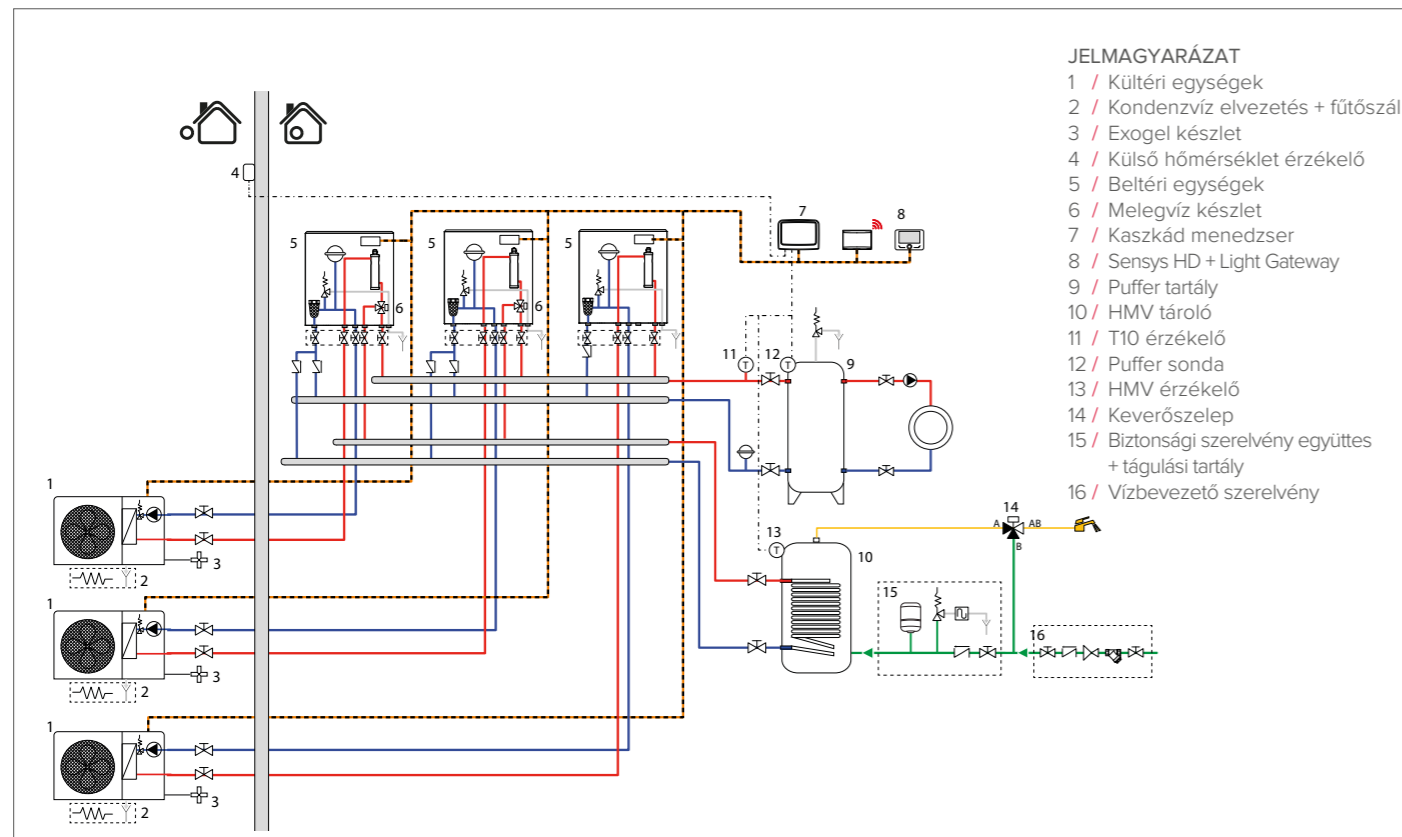 JELMAGYARÁZAT
1 / Kültéri egységek
2 / Kondenzvíz elvezetés + fűtőszál
3 / Exogel készlet
4 / Külső hőmérséklet érzékelő
5 / Beltéri egységek
6 / Melegvíz készlet
7 / Kaszkád menedzser
8 / Sensys HD + Light Gateway
9 / Puffer tartály
10 / HMV tároló
11 / T10 érzékelő
12 / Puffer sonda
13 / HMV érzékelő
14 / Keverőszelep
15 / Biztonsági szerelvény együttes
+ tágulási tartály
16 / Vízbevezető szerelvény
4
7
8
5
5
5
6
6
11
T
12
T
9
1
3
2
13
T
10
14
A
AB
B
15
16
1
3
2
1
3
2